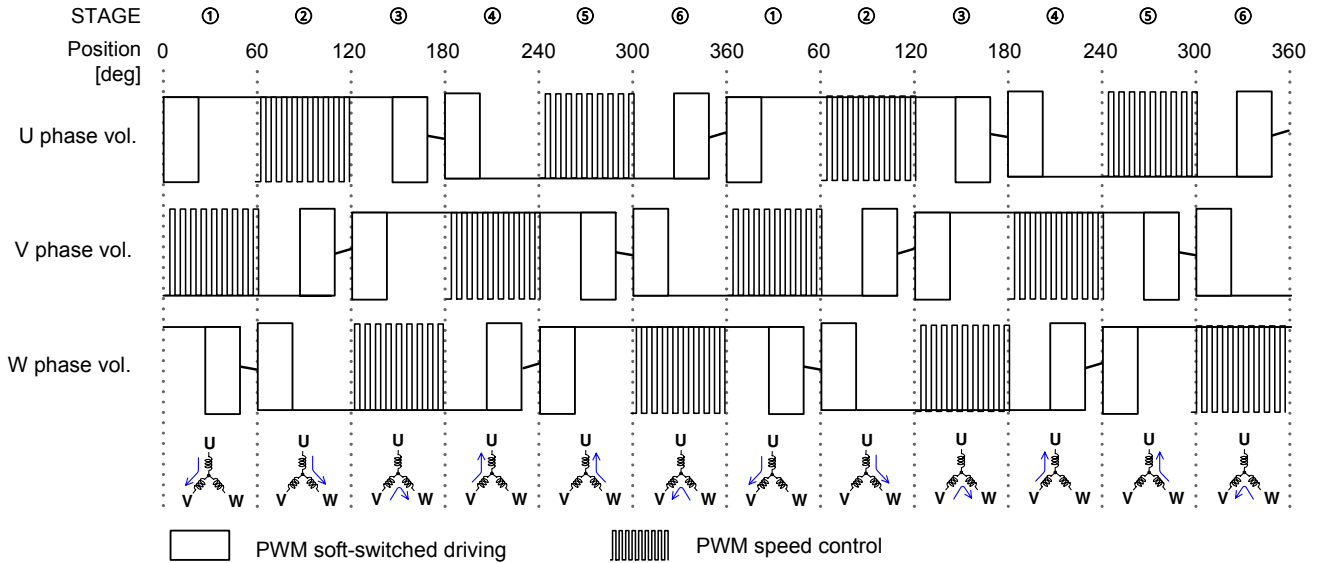 STAGE ① ② ③ ④ ⑤ ⑥ ① ② ③ ④ ⑤ ⑥
Position 0 60 120 180 240 300 360 60 120 180 240 300 360
[deg]
U phase vol.
V phase vol.
W phase vol.
U U U U U U U U U U U U
V W V W V W V W V W V W V W V W V W V W V W V W
PWM soft-switched driving PWM speed control